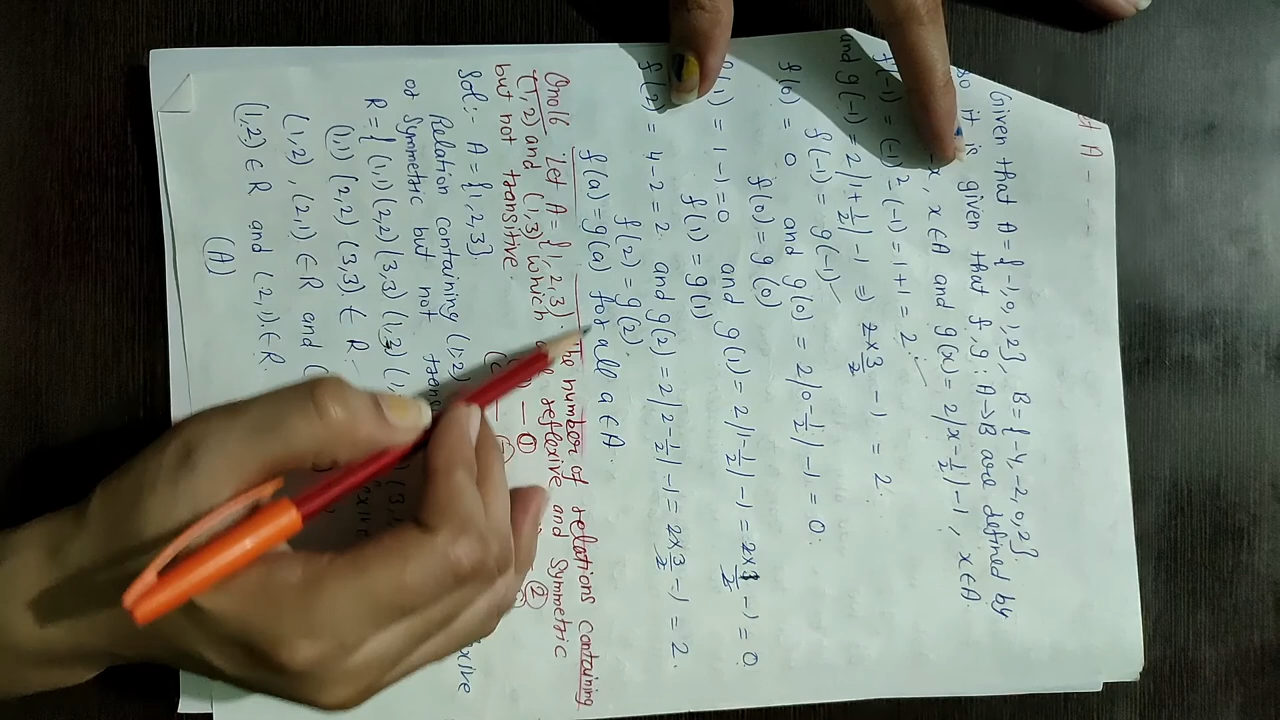 Let A - - -
Given that A = {-1,0,1,2}, B = {-4,-2,0,2}
so it is given that f,g: A→B are defined by
-x, x∈A and g(x) = 2|x-½|-1, x∈A.
f(-1) = (-1)²-(-1) = 1+1 = 2.
and g(-1) = 2|1+½|-1 ⇒ 2×3/2 - 1 = 2.
f(-1) = g(-1)
f(0) = 0 and g(0) = 2|0-½|-1 = 0.
f(0) = g(0)
f(1) = 1-1=0 and g(1) = 2|1-½|-1 = 2×1/2 -1 = 0
f(1) = g(1)
f(2) = 4-2=2. and g(2) = 2|2-½|-1 = 2×3/2 -1 = 2.
f(2) = g(2).
f(a) = g(a) for all a∈A.
Qno16 Let A = {1,2,3}. The number of relations containing
(1,2) and (1,3) which are reflexive and symmetric
but not transitive.
Sol:- A = {1,2,3}
Relation containing (1,2)
or symmetric but not trans
R = { (1,1) (2,2) (3,3) (1,2) (1,
(1,1) (2,2) (3,3) ∈ R
(1,2), (2,1) ∈ R and (
(1,2) ∈ R and (2,1) ∈ R.
(A)